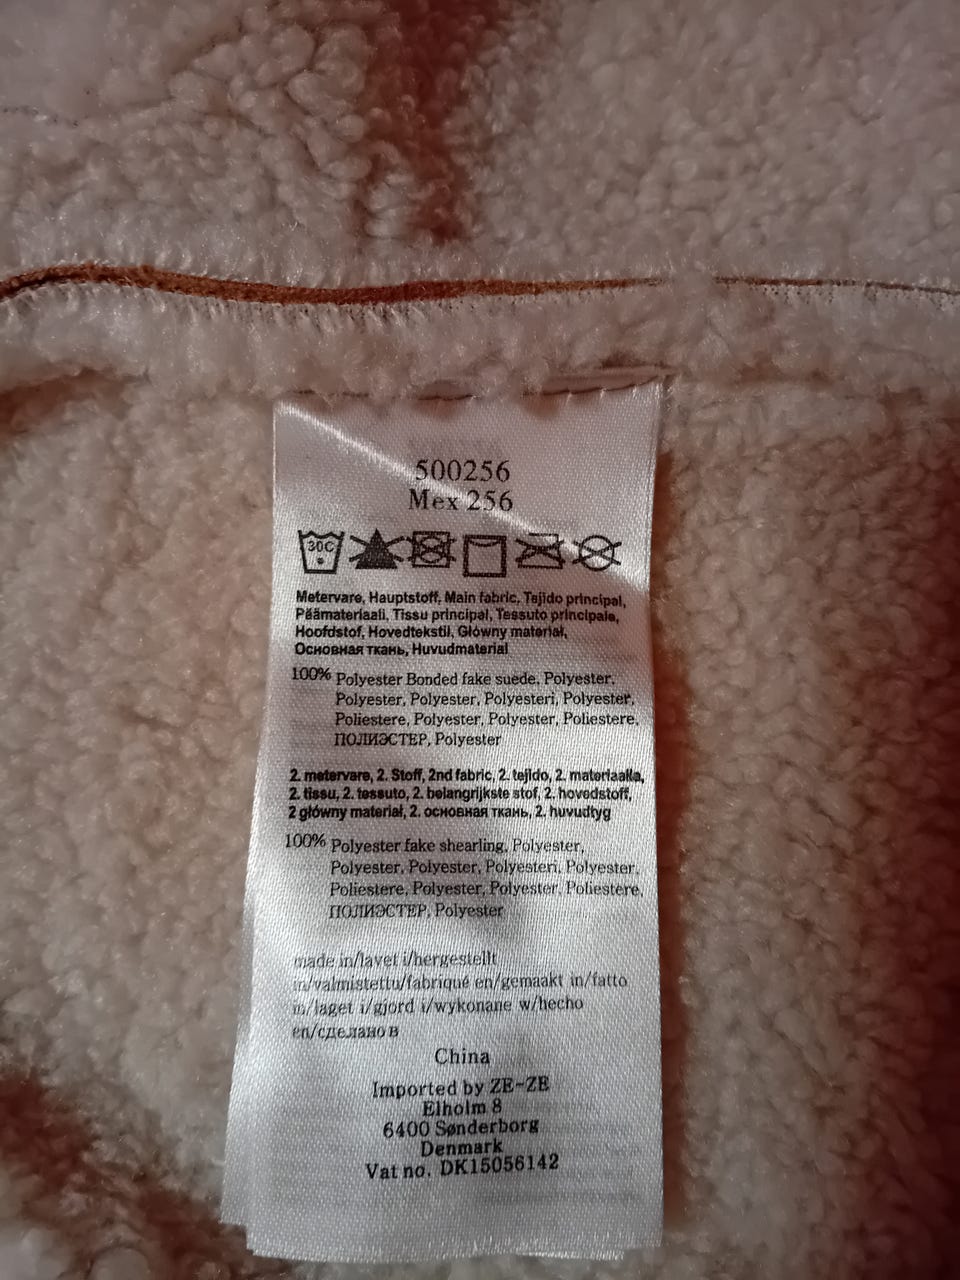 500256
Mex 256
30C
Metervare, Hauptstoff, Main fabric, Tejido principal,
Päämateriaali, Tissu principal, Tessuto principale,
Hoofdstof, Hovedtekstil, Główny materiał,
Основная ткань, Huvudmaterial
100% Polyester Bonded fake suede, Polyester,
Polyester, Polyester, Polyesteri, Polyester,
Poliestere, Polyester, Polyester, Poliestere,
ПОЛИЭСТЕР, Polyester
2. metervare, 2. Stoff, 2nd fabric, 2. tejido, 2. materiaalia,
2. tissu, 2. tessuto, 2. belangrijkste stof, 2. hovedstoff,
2 główny materiał, 2. основная ткань, 2. huvudtyg
100% Polyester fake shearling, Polyester,
Polyester, Polyester, Polyesteri, Polyester,
Poliestere, Polyester, Polyester, Poliestere,
ПОЛИЭСТЕР, Polyester
made in/lavet i/hergestellt
in/valmistettu/fabriqué en/gemaakt in/fatto
in/laget i/gjord i/wykonane w/hecho
en/сделано в
China
Imported by ZE-ZE
Elholm 8
6400 Sønderborg
Denmark
Vat no. DK15056142